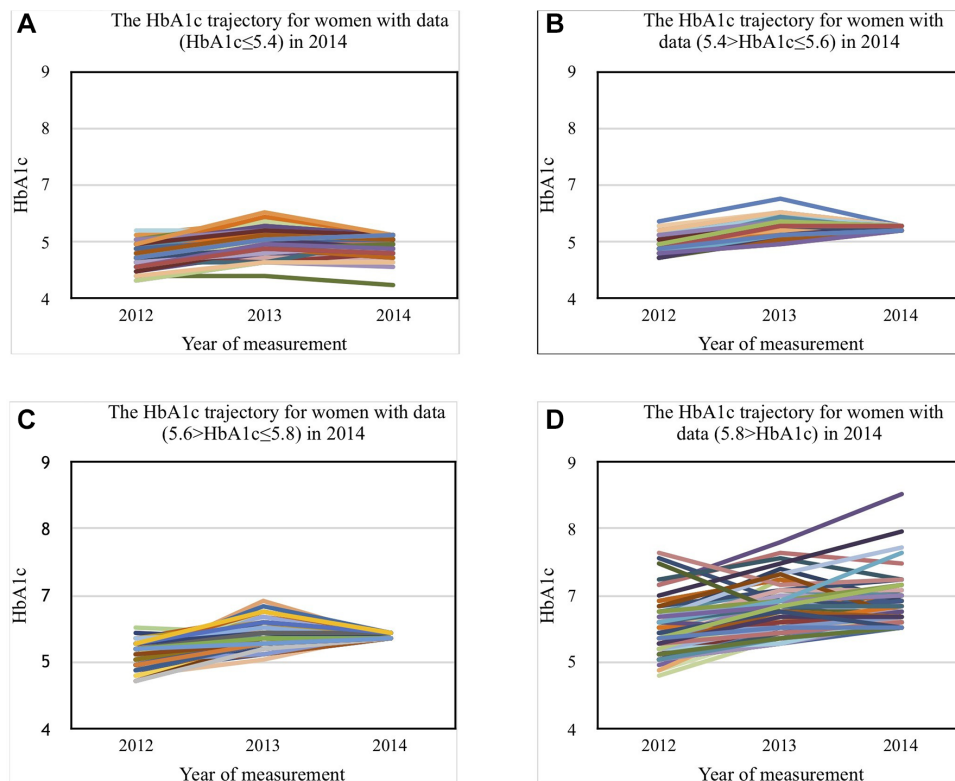 A
The HbA1c trajectory for women with data
(HbA1c≤5.4) in 2014
9
8
7
5
4
HbA1c
2012 2013 2014
Year of measurement
B
The HbA1c trajectory for women with
data (5.4>HbA1c≤5.6) in 2014
9
8
7
5
4
HbA1c
2012 2013 2014
Year of measurement
C
The HbA1c trajectory for women with data
(5.6>HbA1c≤5.8) in 2014
9
8
7
5
4
HbA1c
2012 2013 2014
Year of measurement
D
The HbA1c trajectory for women with
data (5.8>HbA1c) in 2014
9
8
7
5
4
HbA1c
2012 2013 2014
Year of measurement